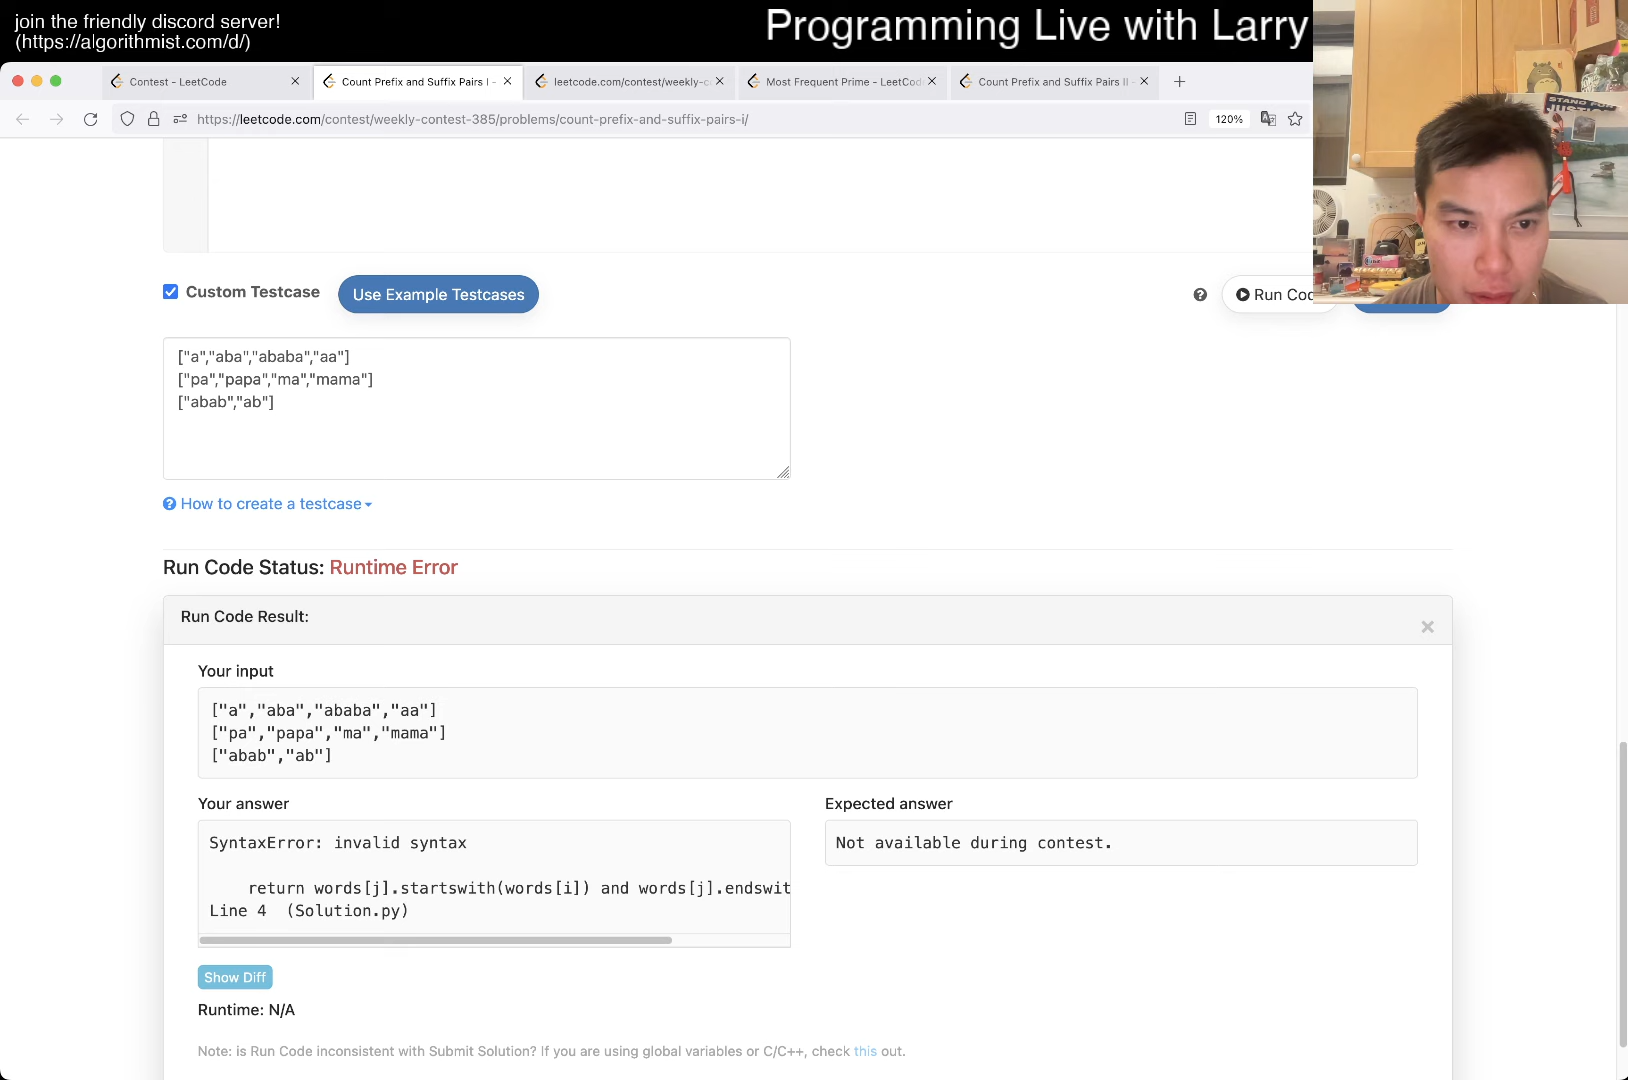 join the friendly discord server!
(https://algorithmist.com/d/)
Programming Live with Larry
Contest - LeetCode
Count Prefix and Suffix Pairs I -
leetcode.com/contest/weekly-c
Most Frequent Prime - LeetCod
Count Prefix and Suffix Pairs II -
https://leetcode.com/contest/weekly-contest-385/problems/count-prefix-and-suffix-pairs-i/
120%
STAND FOR
Custom Testcase
Use Example Testcases
Run Cod
["a","aba","ababa","aa"]
["pa","papa","ma","mama"]
["abab","ab"]
How to create a testcase
Run Code Status: Runtime Error
Run Code Result:
Your input
["a","aba","ababa","aa"]
["pa","papa","ma","mama"]
["abab","ab"]
Your answer
Expected answer
SyntaxError: invalid syntax
Not available during contest.
return words[j].startswith(words[i]) and words[j].endswit
Line 4 (Solution.py)
Show Diff
Runtime: N/A
Note: is Run Code inconsistent with Submit Solution? If you are using global variables or C/C++, check this out.